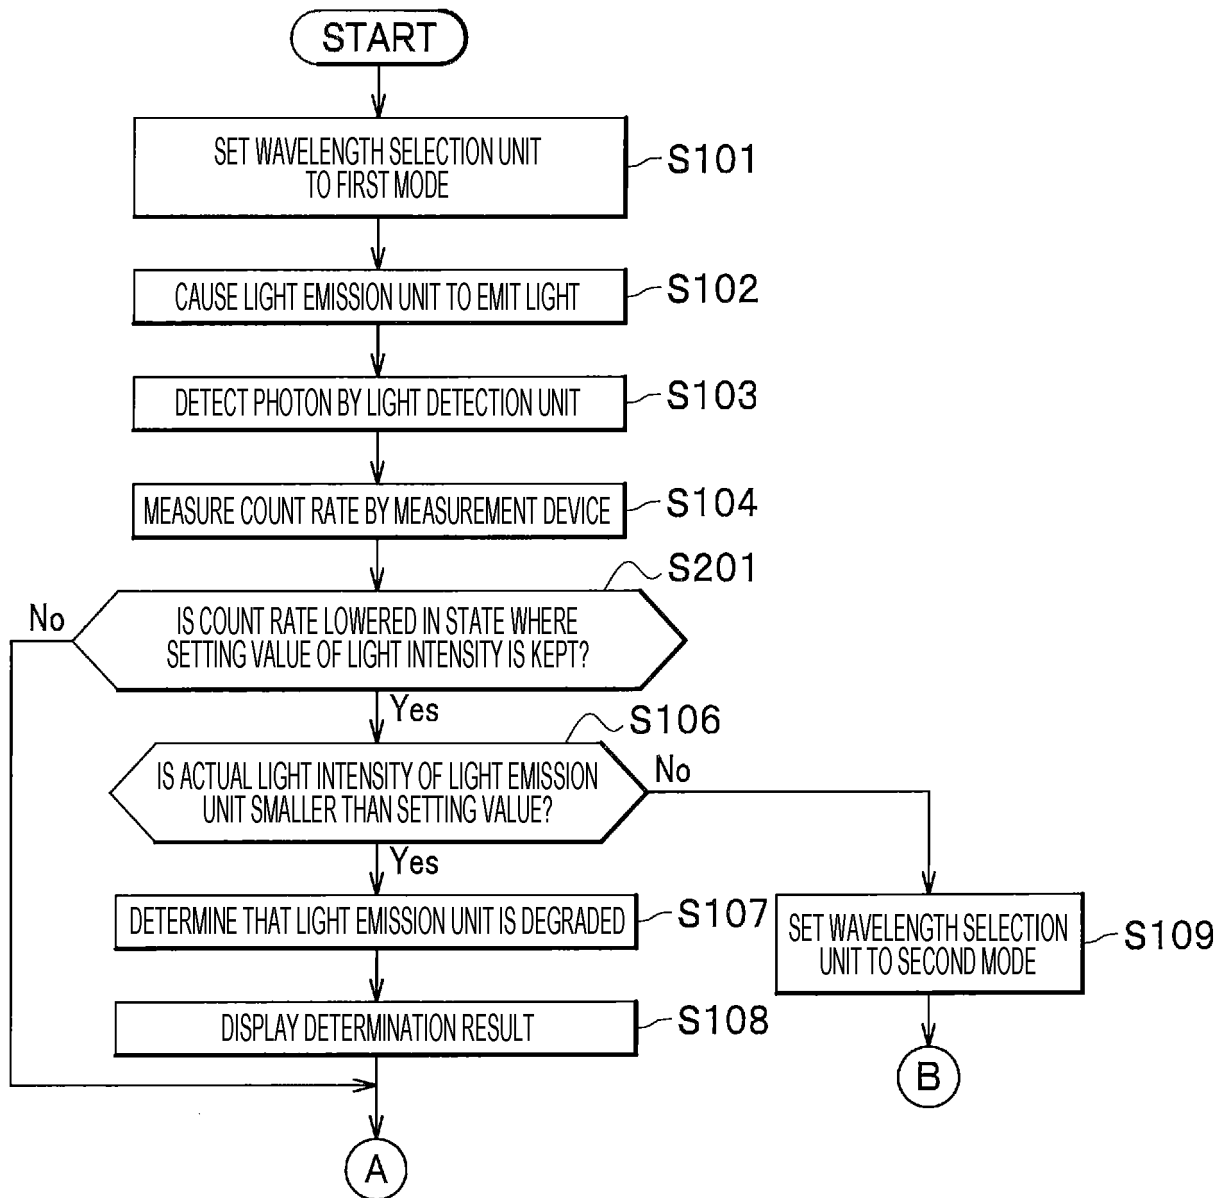 START
SET WAVELENGTH SELECTION UNIT
TO FIRST MODE
S101
CAUSE LIGHT EMISSION UNIT TO EMIT LIGHT
S102
DETECT PHOTON BY LIGHT DETECTION UNIT
S103
MEASURE COUNT RATE BY MEASUREMENT DEVICE
S104
S201
No
IS COUNT RATE LOWERED IN STATE WHERE
SETTING VALUE OF LIGHT INTENSITY IS KEPT?
Yes
S106
IS ACTUAL LIGHT INTENSITY OF LIGHT EMISSION
UNIT SMALLER THAN SETTING VALUE?
No
Yes
DETERMINE THAT LIGHT EMISSION UNIT IS DEGRADED
S107
SET WAVELENGTH SELECTION
UNIT TO SECOND MODE
S109
DISPLAY DETERMINATION RESULT
S108
B
A